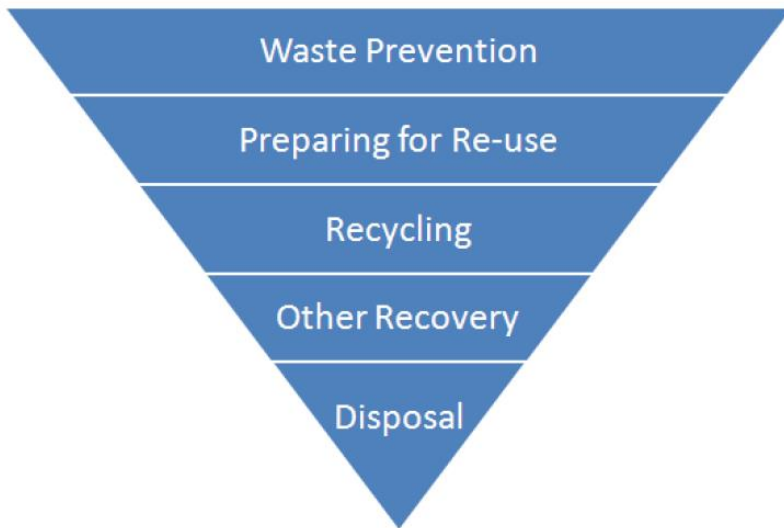 Waste Prevention
Preparing for Re-use
Recycling
Other Recovery
Disposal